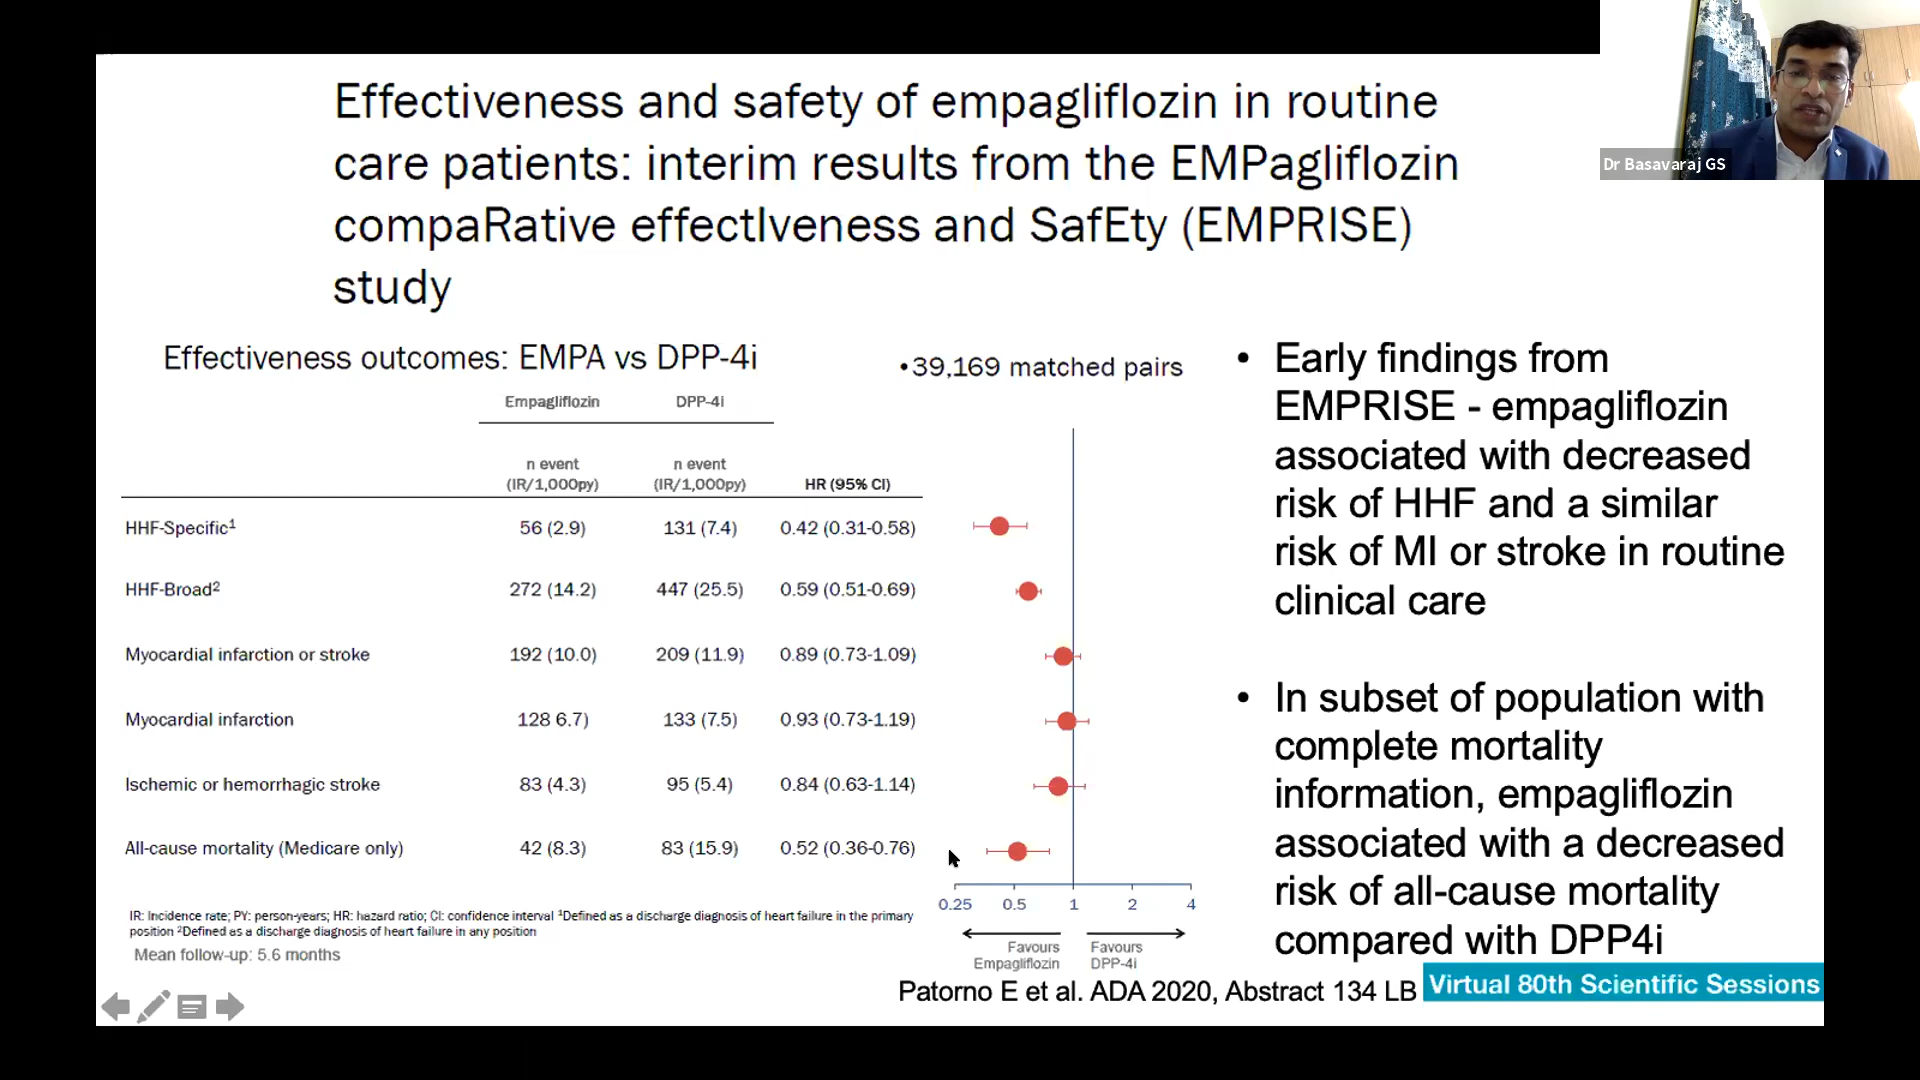 Effectiveness and safety of empagliflozin in routine
care patients: interim results from the EMPagliflozin
compaRative effectIveness and SafEty (EMPRISE)
study
Dr Basavaraj GS
Effectiveness outcomes: EMPA vs DPP-4i
•39,169 matched pairs
Empagliflozin DPP-4i
n event n event
(IR/1,000py) (IR/1,000py) HR (95% CI)
HHF-Specific¹ 56 (2.9) 131 (7.4) 0.42 (0.31-0.58)
HHF-Broad² 272 (14.2) 447 (25.5) 0.59 (0.51-0.69)
Myocardial infarction or stroke 192 (10.0) 209 (11.9) 0.89 (0.73-1.09)
Myocardial infarction 128 6.7) 133 (7.5) 0.93 (0.73-1.19)
Ischemic or hemorrhagic stroke 83 (4.3) 95 (5.4) 0.84 (0.63-1.14)
All-cause mortality (Medicare only) 42 (8.3) 83 (15.9) 0.52 (0.36-0.76)
0.25 0.5 1 2 4
Favours Favours
Empagliflozin DPP-4i
IR: Incidence rate; PY: person-years; HR: hazard ratio; CI: confidence interval ¹Defined as a discharge diagnosis of heart failure in the primary
position ²Defined as a discharge diagnosis of heart failure in any position
Mean follow-up: 5.6 months
• Early findings from
EMPRISE - empagliflozin
associated with decreased
risk of HHF and a similar
risk of MI or stroke in routine
clinical care
• In subset of population with
complete mortality
information, empagliflozin
associated with a decreased
risk of all-cause mortality
compared with DPP4i
Patorno E et al. ADA 2020, Abstract 134 LB
Virtual 80th Scientific Sessions